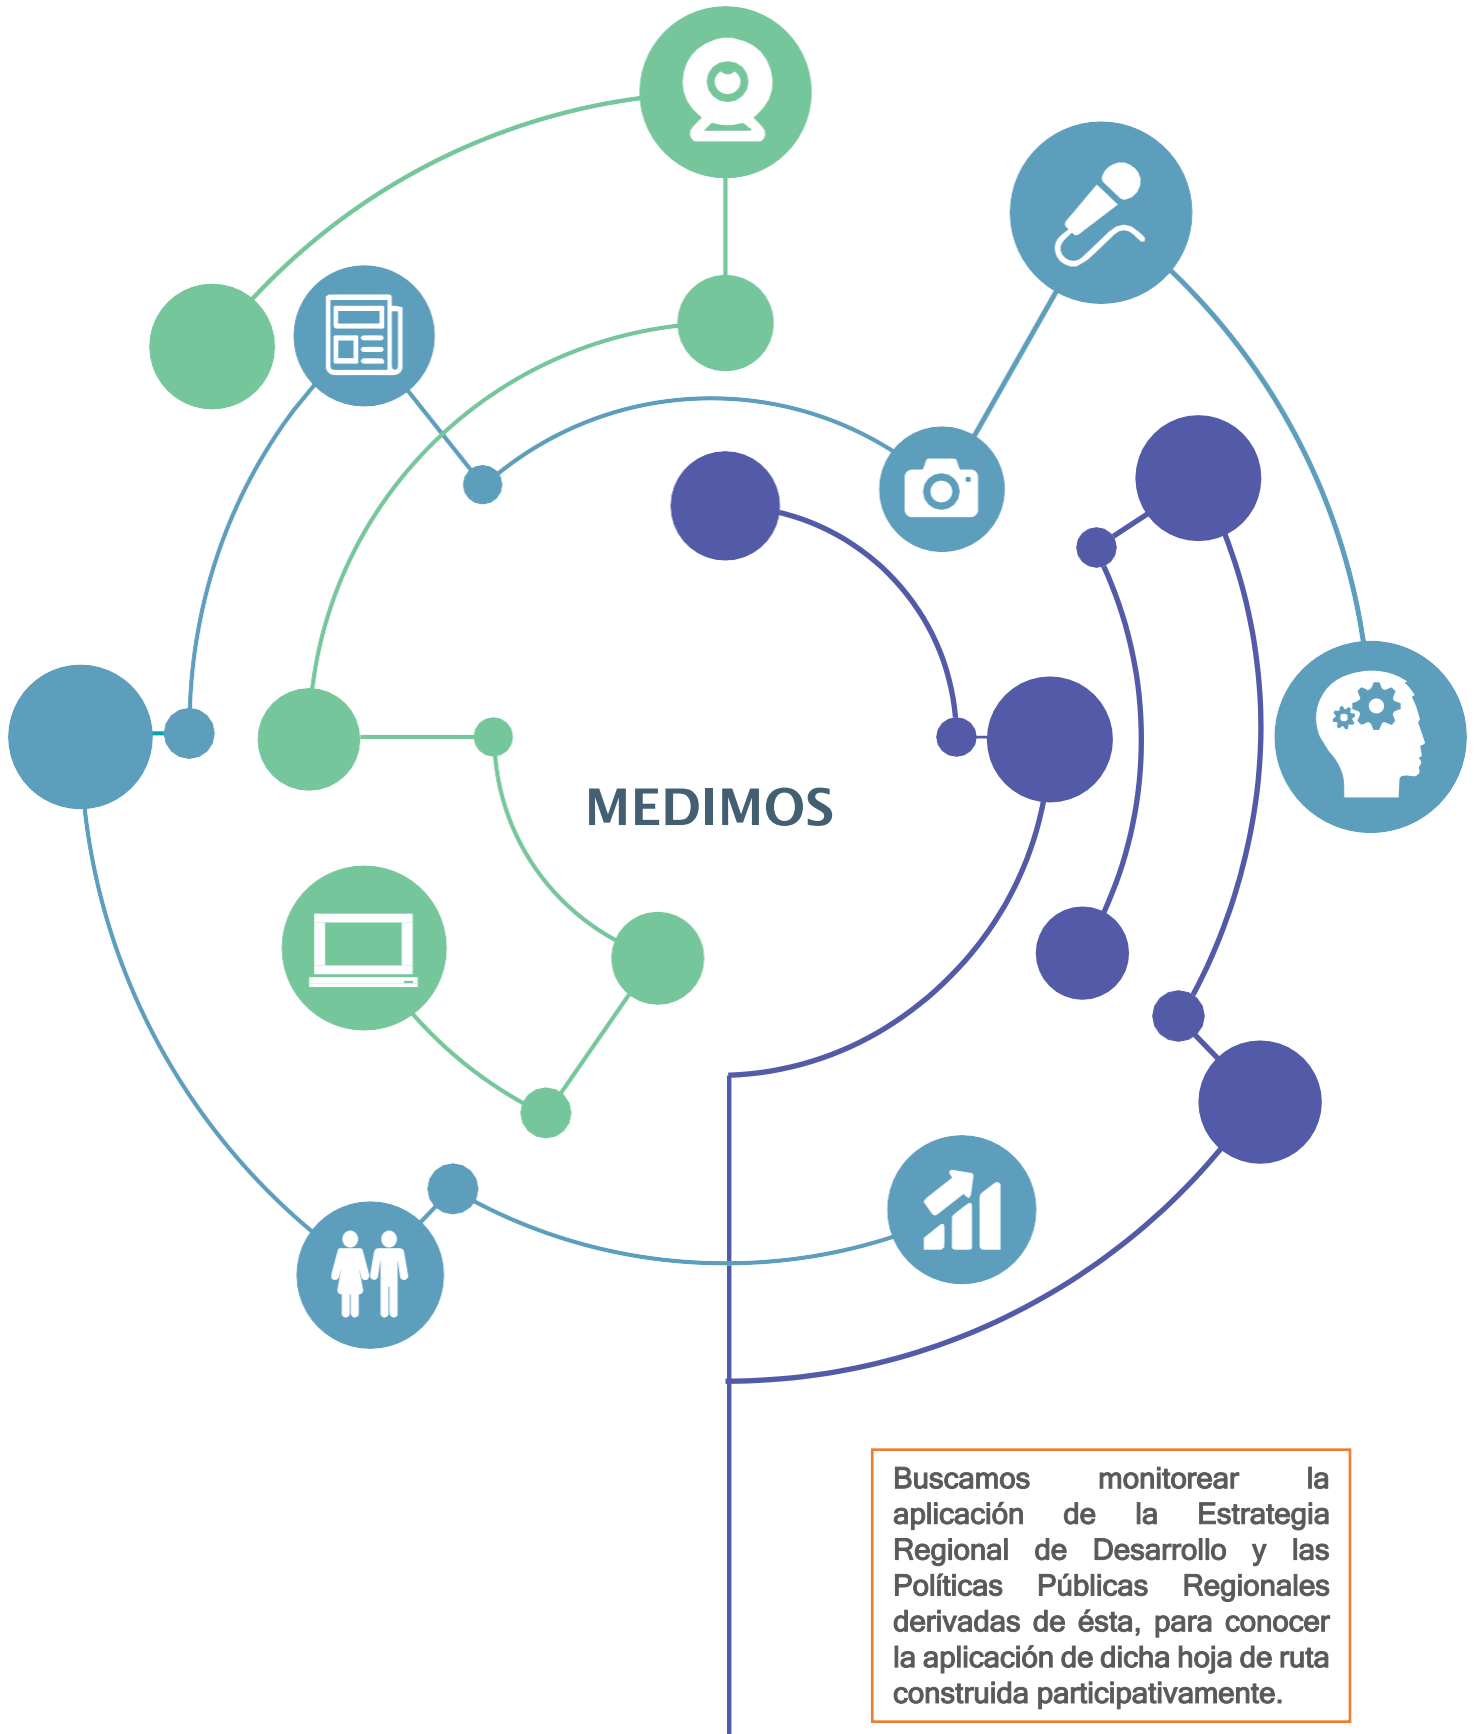 MEDIMOS
Buscamos monitorear la
aplicación de la Estrategia
Regional de Desarrollo y las
Políticas Públicas Regionales
derivadas de ésta, para conocer
la aplicación de dicha hoja de ruta
construida participativamente.